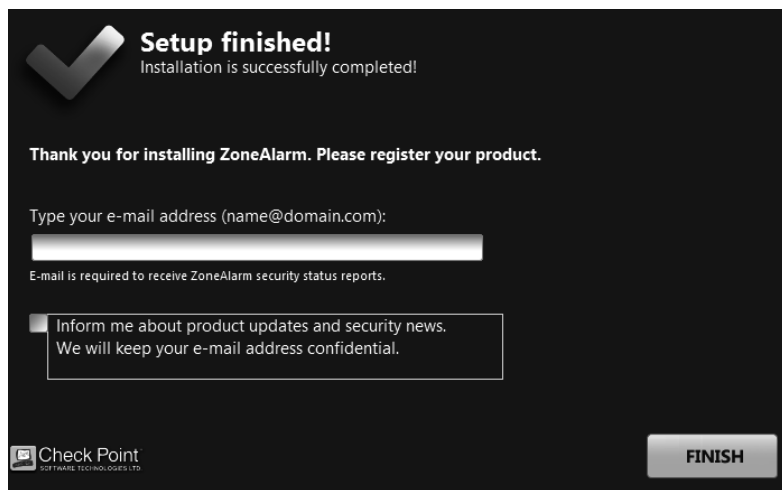 Setup finished!
Installation is successfully completed!
Thank you for installing ZoneAlarm. Please register your product.
Type your e-mail address (name@domain.com):
E-mail is required to receive ZoneAlarm security status reports.
Inform me about product updates and security news.
We will keep your e-mail address confidential.
Check Point
SOFTWARE TECHNOLOGIES LTD.
FINISH